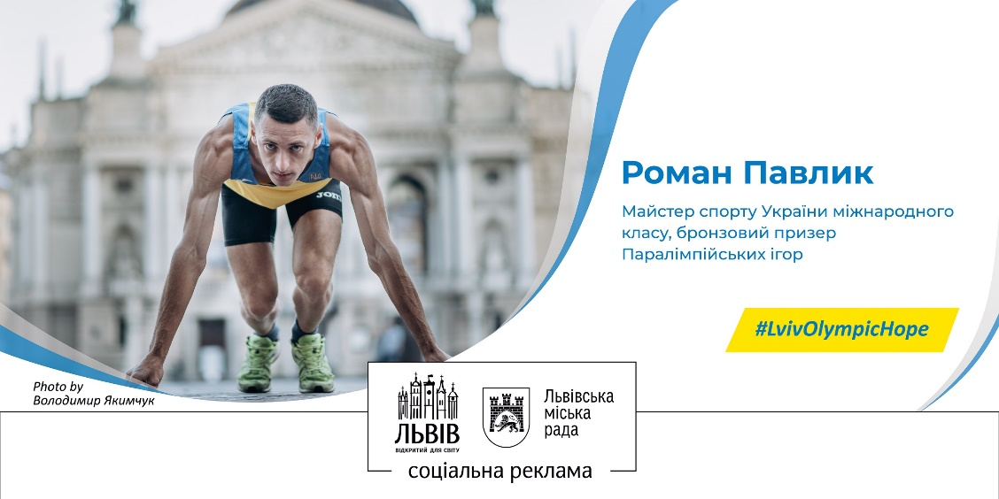 Роман Павлик
Майстер спорту України міжнародного
класу, бронзовий призер
Паралімпійських ігор
#LvivOlympicHope
JOMA
Photo by
Володимир Якимчук
ЛЬВІВ
ВІДКРИТИЙ ДЛЯ СВІТУ
Львівська
міська
рада
соціальна реклама